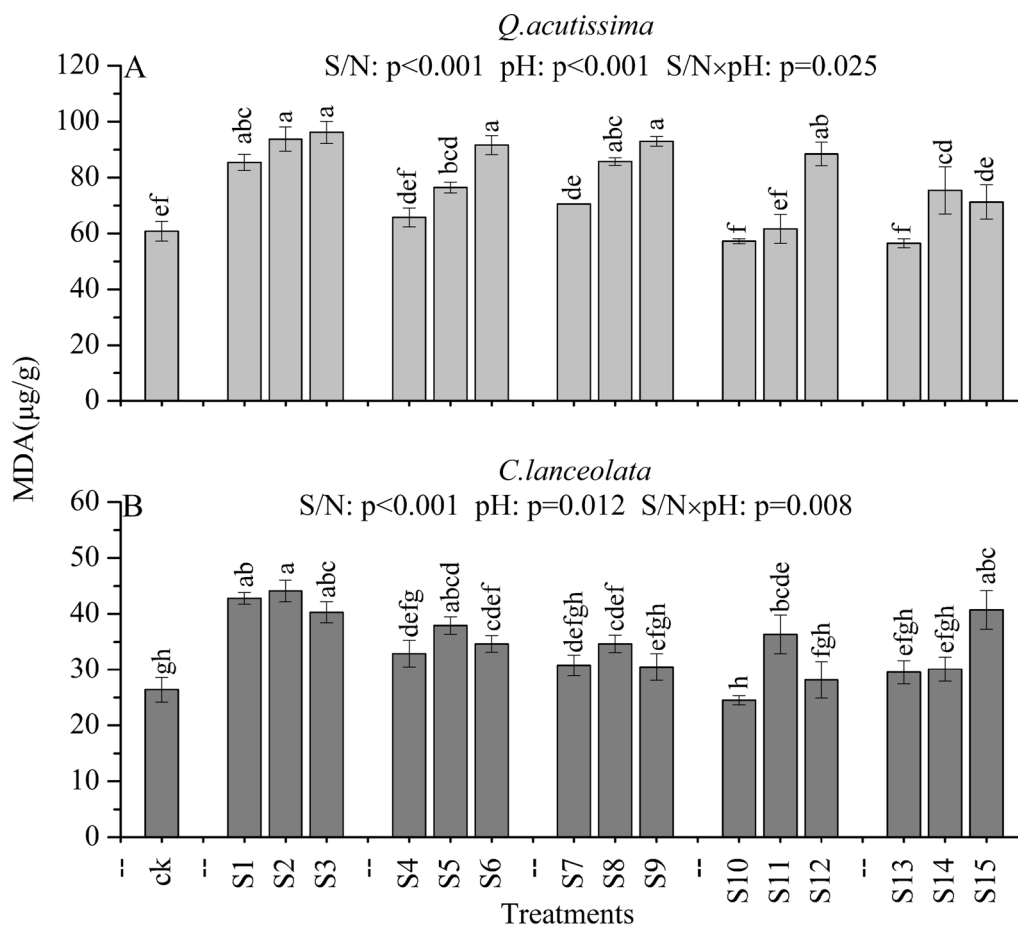 Q.acutissima
A
S/N: p<0.001 pH: p<0.001 S/N×pH: p=0.025
120
100
80
60
40
20
0
ef
abc
a
a
def
bcd
a
de
abc
a
f
ef
ab
f
cd
de
MDA(μg/g)
C.lanceolata
B
S/N: p<0.001 pH: p=0.012 S/N×pH: p=0.008
60
50
40
30
20
10
0
gh
ab
a
abc
defg
abcd
cdef
defgh
cdef
efgh
h
bcde
fgh
efgh
efgh
abc
-- ck -- S1 S2 S3 -- S4 S5 S6 -- S7 S8 S9 -- S10 S11 S12 -- S13 S14 S15
Treatments